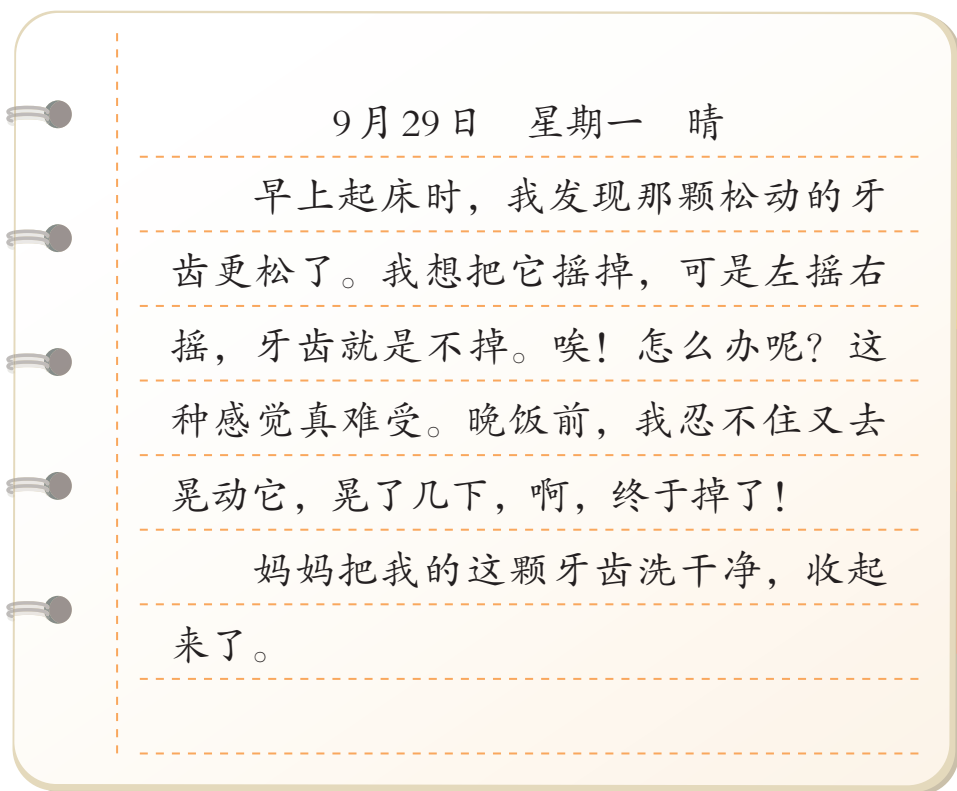 9月29日 星期一 晴
早上起床时，我发现那颗松动的牙
齿更松了。我想把它摇掉，可是左摇右
摇，牙齿就是不掉。唉！怎么办呢？这
种感觉真难受。晚饭前，我忍不住又去
晃动它，晃了几下，啊，终于掉了！
妈妈把我的这颗牙齿洗干净，收起
来了。